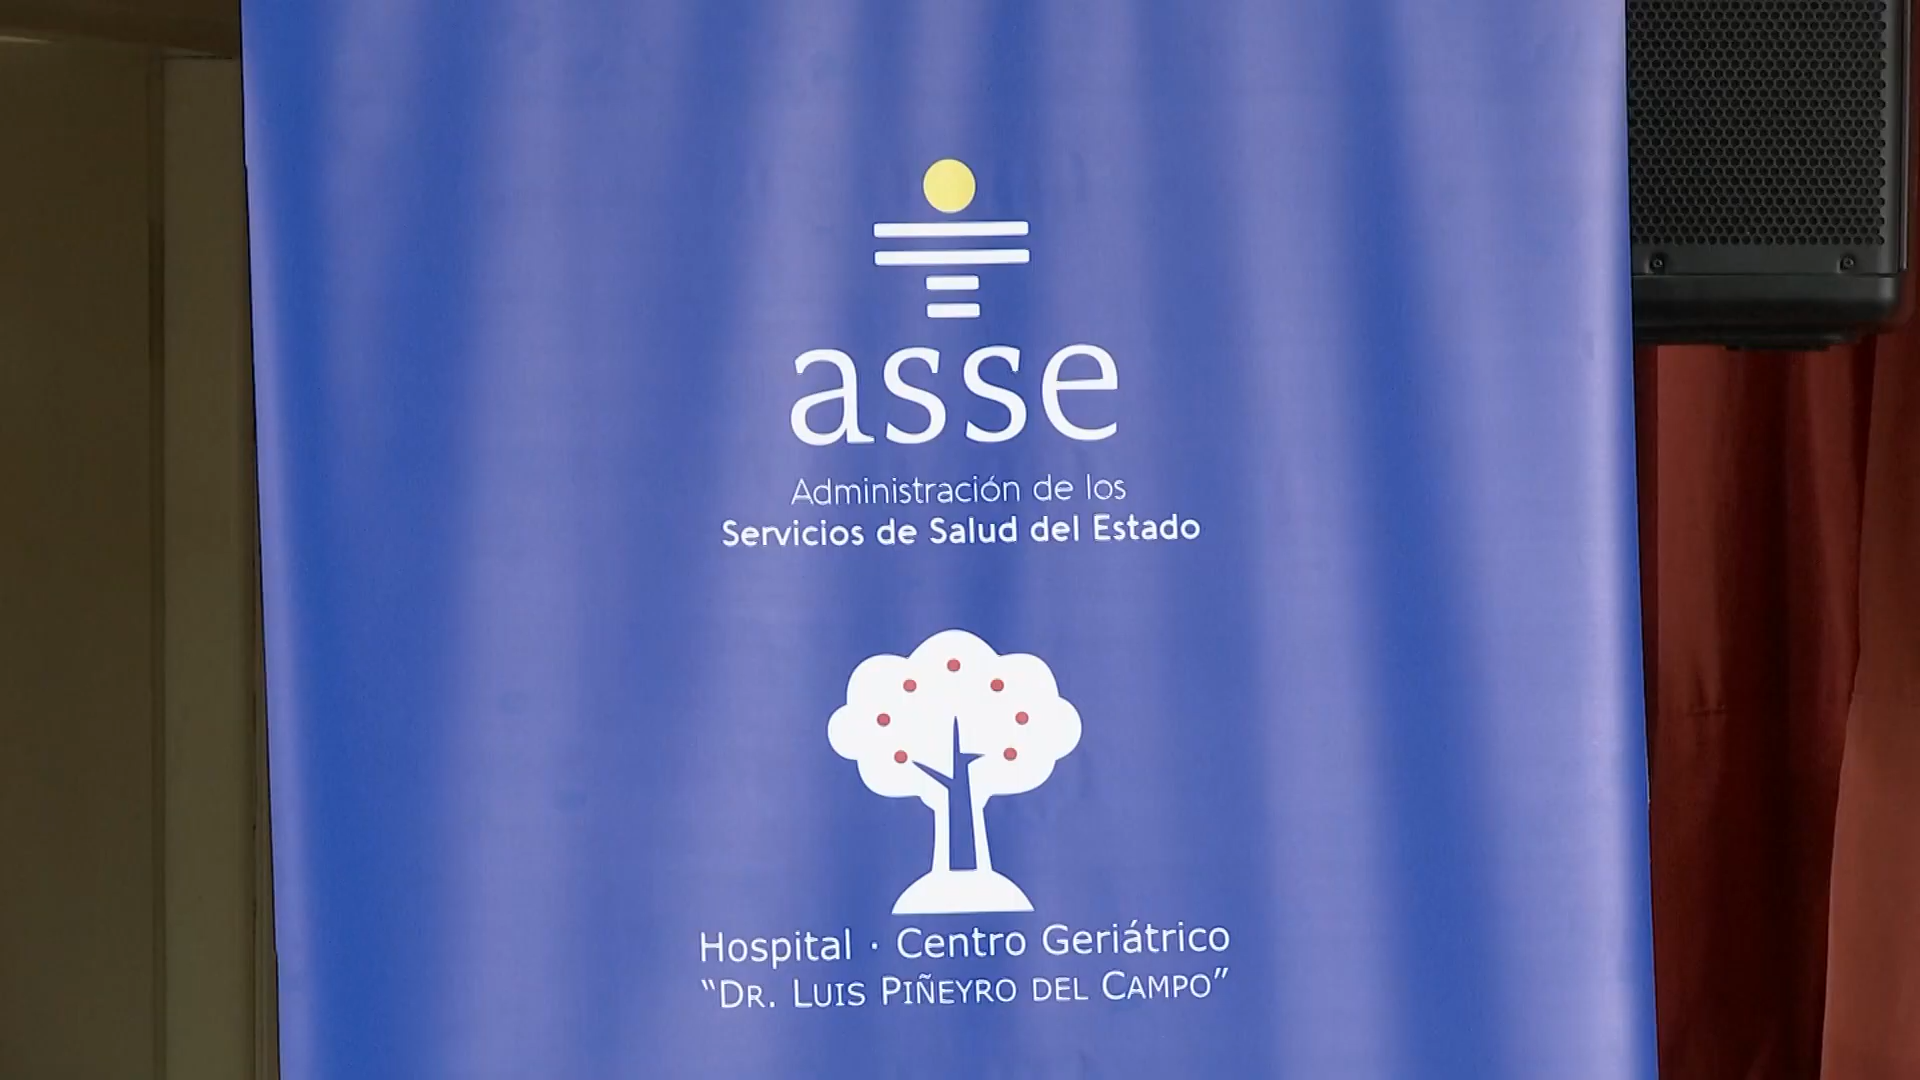 asse
Administración de los
Servicios de Salud del Estado
Hospital · Centro Geriátrico
“DR. LUIS PIÑEYRO DEL CAMPO”